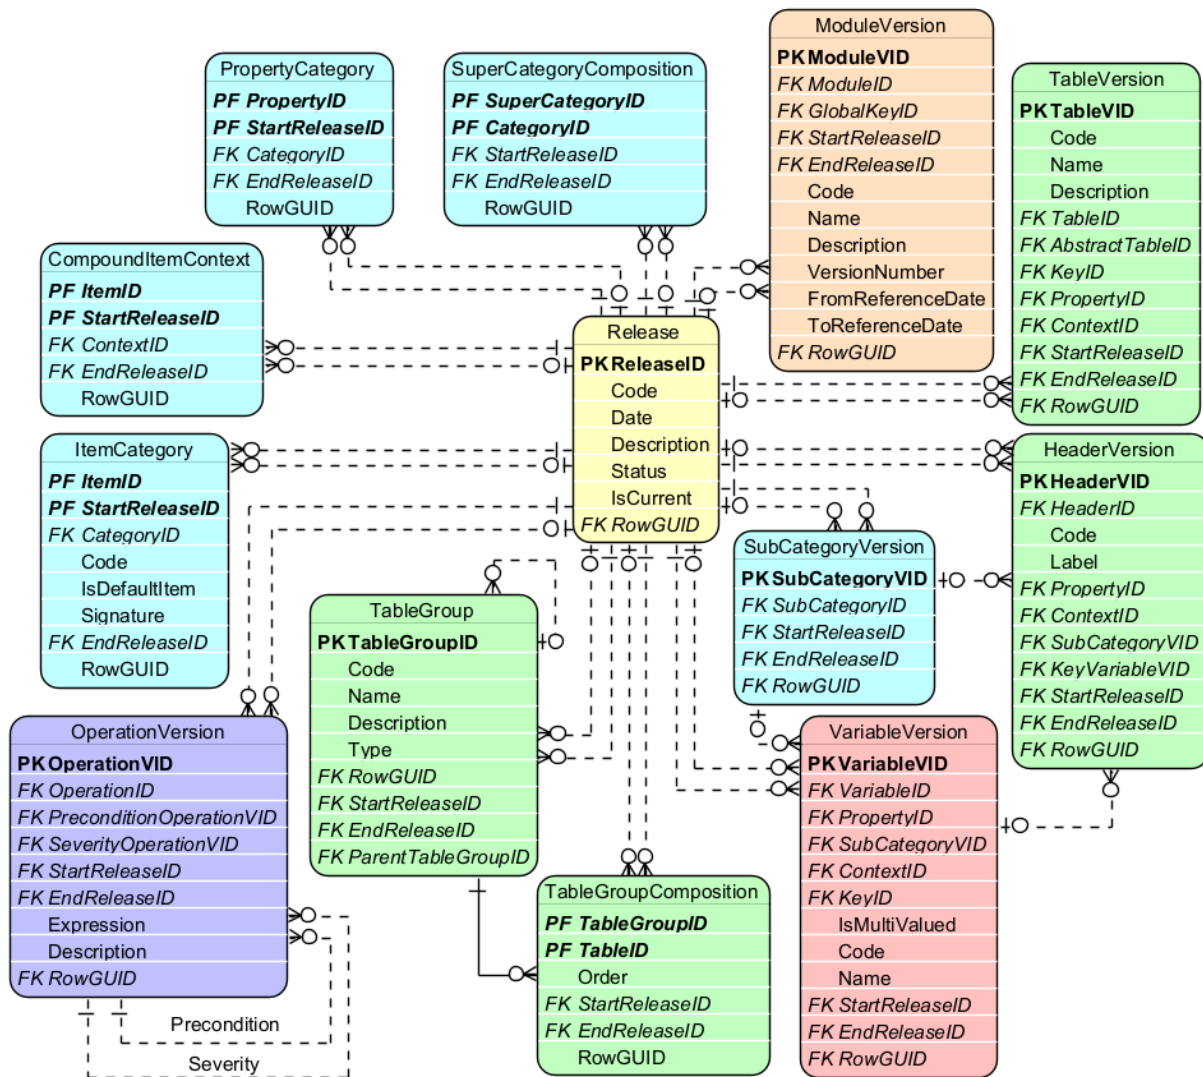 PropertyCategory
PF PropertyID
PF StartReleaseID
FK CategoryID
FK EndReleaseID
RowGUID
SuperCategoryComposition
PF SuperCategoryID
PF CategoryID
FK StartReleaseID
FK EndReleaseID
RowGUID
ModuleVersion
PK ModuleVID
FK ModuleID
FK GlobalKeyID
FK StartReleaseID
FK EndReleaseID
Code
Name
Description
VersionNumber
FromReferenceDate
ToReferenceDate
FK RowGUID
TableVersion
PK TableVID
Code
Name
Description
FK TableID
FK AbstractTableID
FK KeyID
FK PropertyID
FK ContextID
FK StartReleaseID
FK EndReleaseID
FK RowGUID
CompoundItemContext
PF ItemID
PF StartReleaseID
FK ContextID
FK EndReleaseID
RowGUID
Release
PK ReleaseID
Code
Date
Description
Status
IsCurrent
FK RowGUID
ItemCategory
PF ItemID
PF StartReleaseID
FK CategoryID
Code
IsDefaultItem
Signature
FK EndReleaseID
RowGUID
HeaderVersion
PK HeaderVID
FK HeaderID
Code
Label
FK PropertyID
FK ContextID
FK SubCategoryVID
FK KeyVariableVID
FK StartReleaseID
FK EndReleaseID
FK RowGUID
SubCategoryVersion
PK SubCategoryVID
FK SubCategoryID
FK StartReleaseID
FK EndReleaseID
FK RowGUID
TableGroup
PK TableGroupID
Code
Name
Description
Type
FK RowGUID
FK StartReleaseID
FK EndReleaseID
FK ParentTableGroupID
OperationVersion
PK OperationVID
FK OperationID
FK PreconditionOperationVID
FK SeverityOperationVID
FK StartReleaseID
FK EndReleaseID
Expression
Description
FK RowGUID
Precondition
Severity
VariableVersion
PK VariableVID
FK VariableID
FK PropertyID
FK SubCategoryVID
FK ContextID
FK KeyID
IsMultiValued
Code
Name
FK StartReleaseID
FK EndReleaseID
FK RowGUID
TableGroupComposition
PF TableGroupID
PF TableID
Order
FK StartReleaseID
FK EndReleaseID
RowGUID